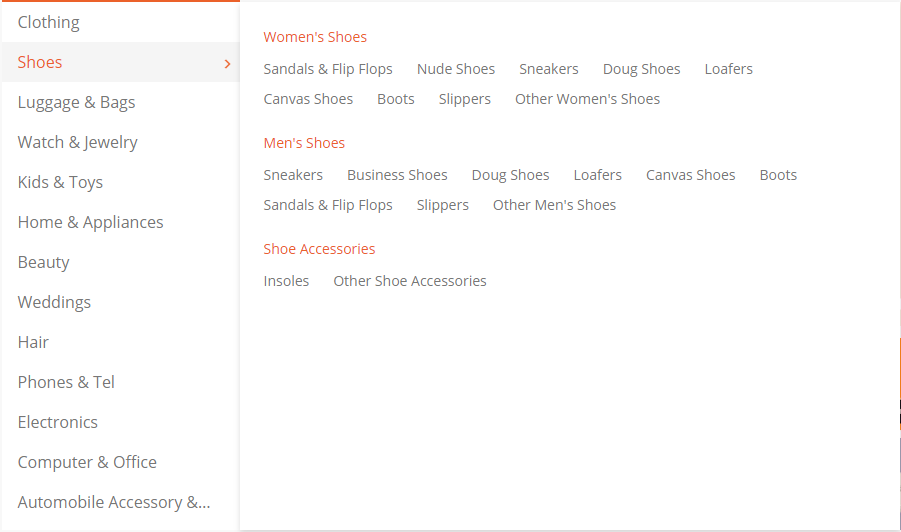 Clothing
Shoes
Luggage & Bags
Watch & Jewelry
Kids & Toys
Home & Appliances
Beauty
Weddings
Hair
Phones & Tel
Electronics
Computer & Office
Automobile Accessory &...
Women's Shoes
Sandals & Flip Flops Nude Shoes Sneakers Doug Shoes Loafers
Canvas Shoes Boots Slippers Other Women's Shoes
Men's Shoes
Sneakers Business Shoes Doug Shoes Loafers Canvas Shoes Boots
Sandals & Flip Flops Slippers Other Men's Shoes
Shoe Accessories
Insoles Other Shoe Accessories